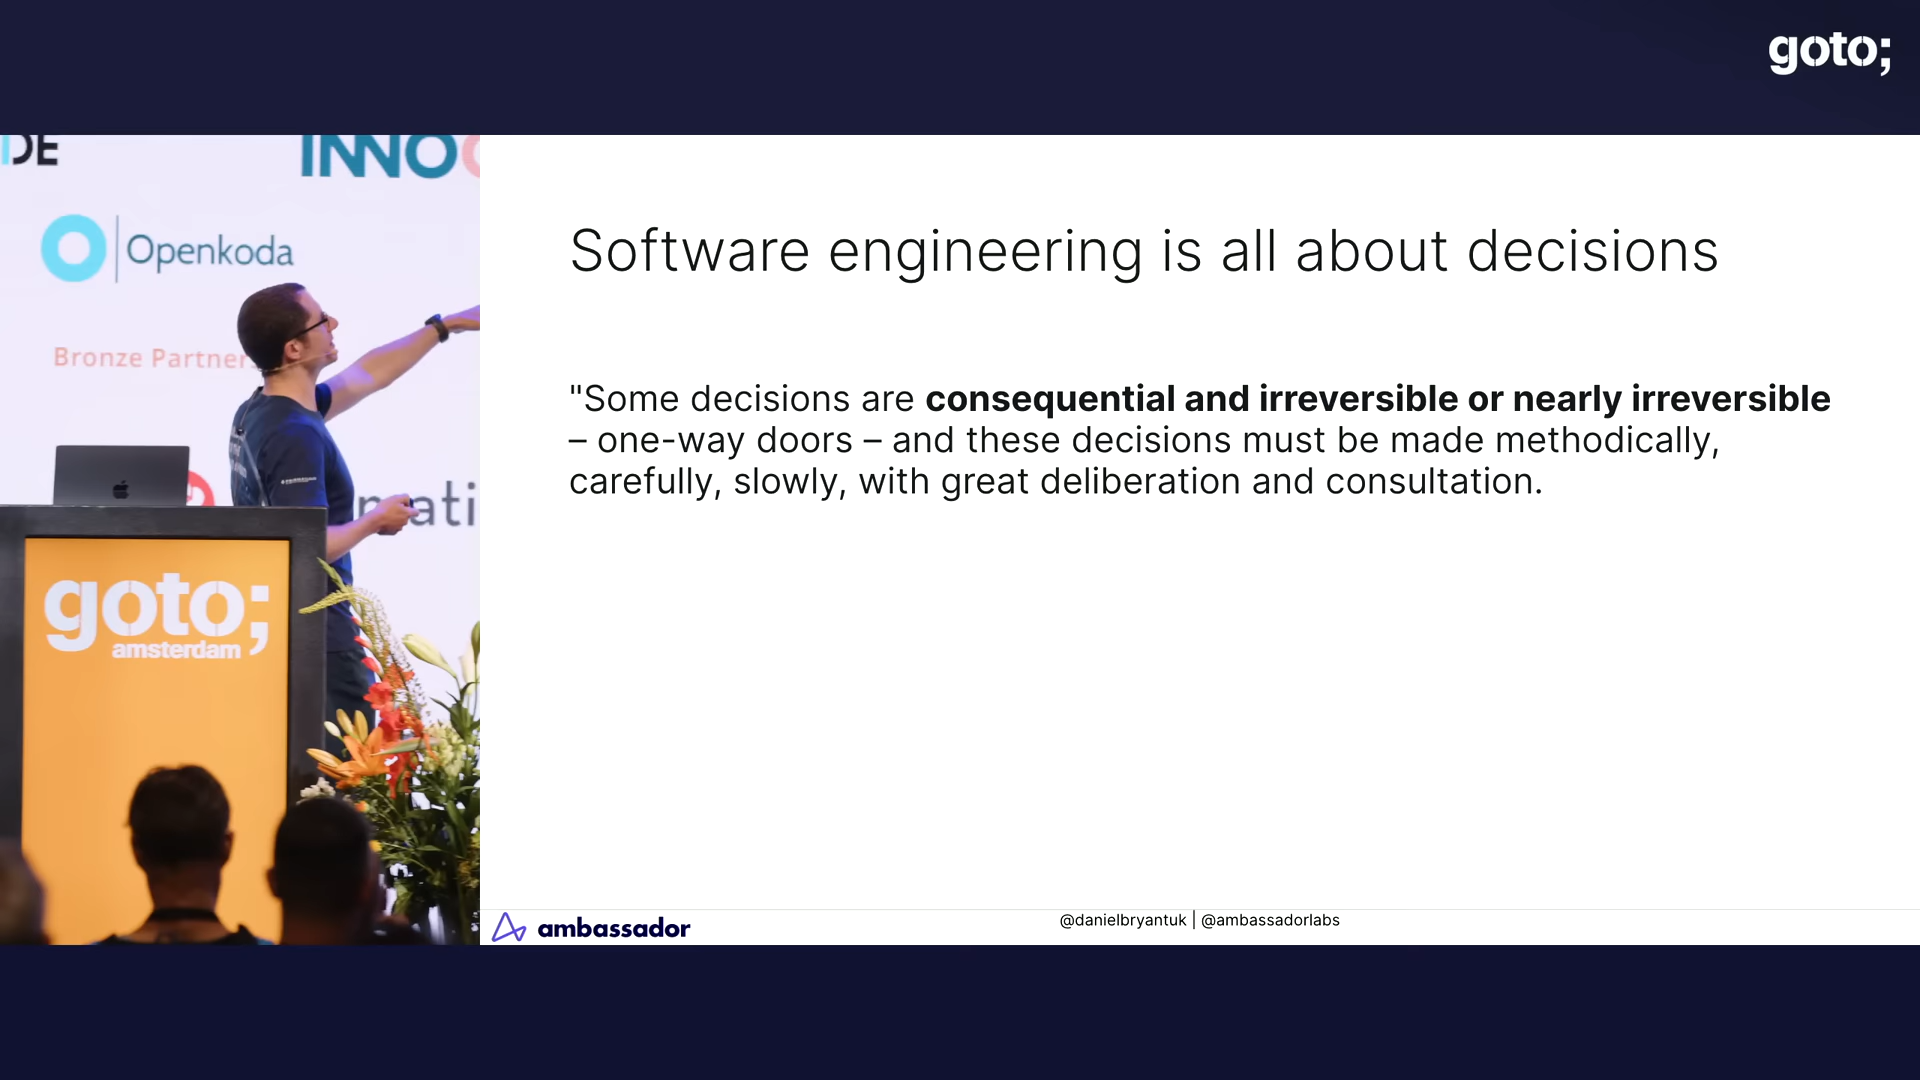 goto;
DE
INNO
Openkoda
Bronze Partner
ati
goto;
amsterdam
Software engineering is all about decisions
"Some decisions are consequential and irreversible or nearly irreversible
– one-way doors – and these decisions must be made methodically,
carefully, slowly, with great deliberation and consultation.
ambassador
@danielbryantuk | @ambassadorlabs